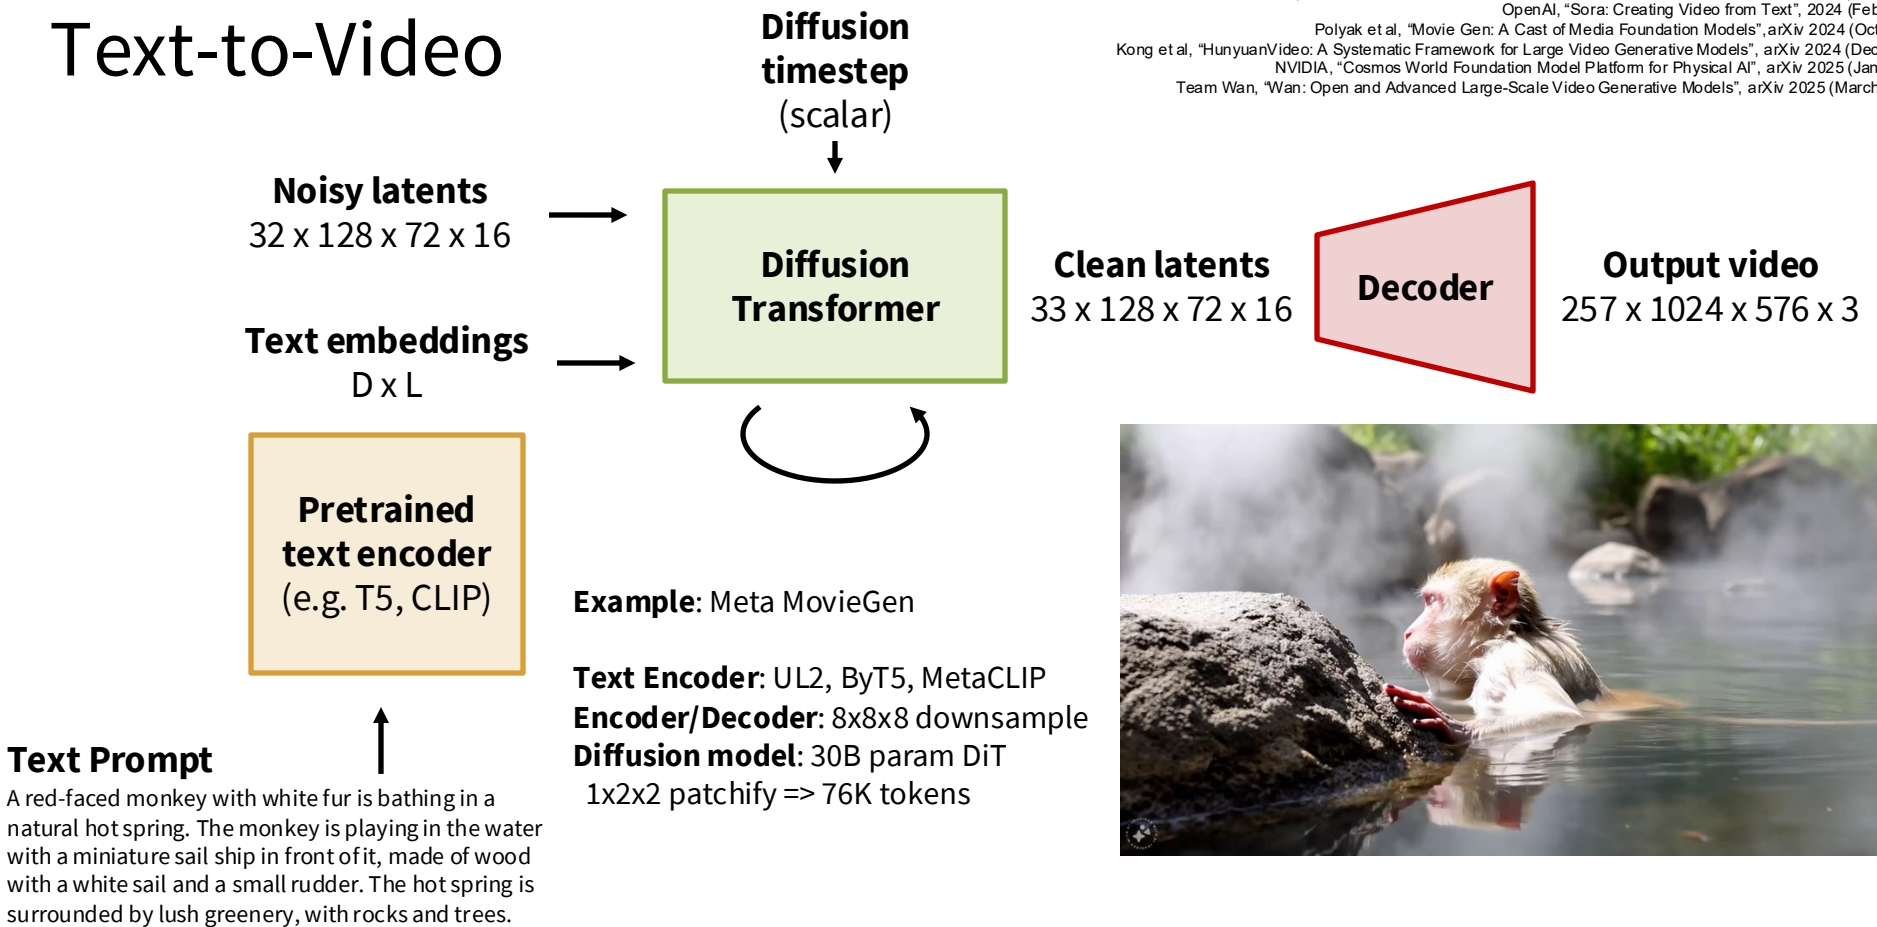 Text-to-Video
OpenAI, “Sora: Creating Video from Text”, 2024 (Feb
Polyak et al, “Movie Gen: A Cast of Media Foundation Models”, arXiv 2024 (Oct
Kong et al, “HunyuanVideo: A Systematic Framework for Large Video Generative Models”, arXiv 2024 (Dec
NVIDIA, “Cosmos World Foundation Model Platform for Physical AI”, arXiv 2025 (Jan
Team Wan, “Wan: Open and Advanced Large-Scale Video Generative Models”, arXiv 2025 (March
Diffusion
timestep
(scalar)
Noisy latents
32 x 128 x 72 x 16
Text embeddings
D x L
Diffusion
Transformer
Clean latents
33 x 128 x 72 x 16
Decoder
Output video
257 x 1024 x 576 x 3
Pretrained
text encoder
(e.g. T5, CLIP)
Text Prompt
A red-faced monkey with white fur is bathing in a
natural hot spring. The monkey is playing in the water
with a miniature sail ship in front of it, made of wood
with a white sail and a small rudder. The hot spring is
surrounded by lush greenery, with rocks and trees.
Example: Meta MovieGen
Text Encoder: UL2, ByT5, MetaCLIP
Encoder/Decoder: 8x8x8 downsample
Diffusion model: 30B param DiT
1x2x2 patchify => 76K tokens